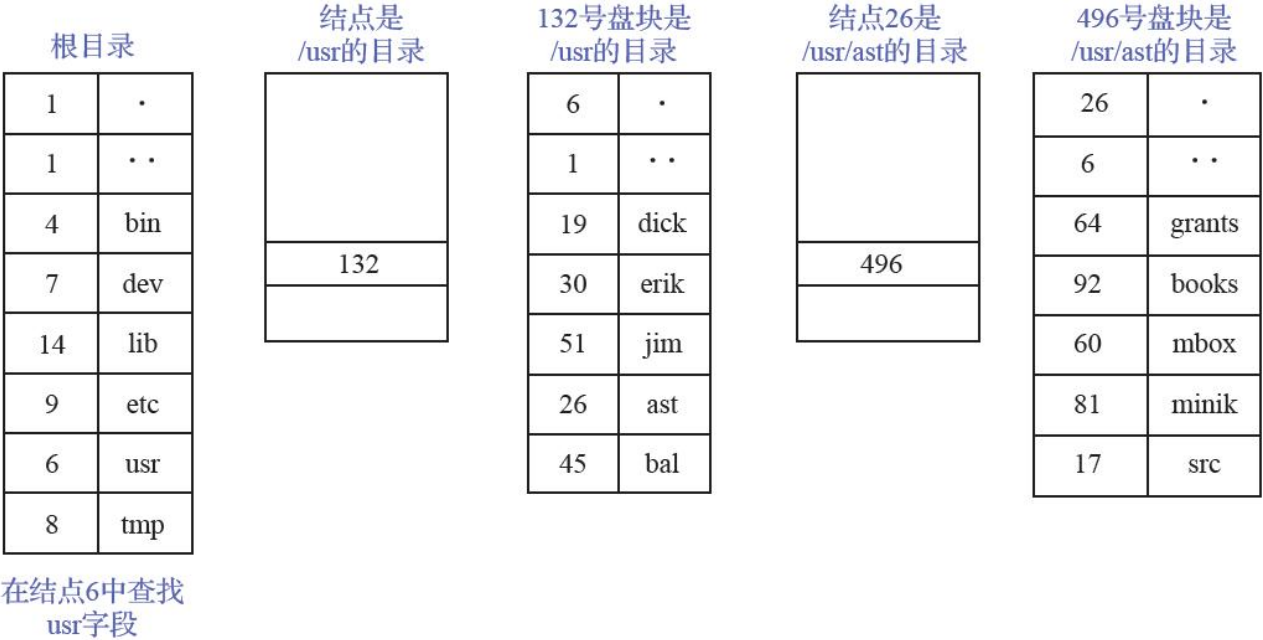 根目录
1 ·
1 ··
4 bin
7 dev
14 lib
9 etc
6 usr
8 tmp
在结点6中查找
usr字段
结点是
/usr的目录
132
132号盘块是
/usr的目录
6 ·
1 ··
19 dick
30 erik
51 jim
26 ast
45 bal
结点26是
/usr/ast的目录
496
496号盘块是
/usr/ast的目录
26 ·
6 ··
64 grants
92 books
60 mbox
81 minik
17 src